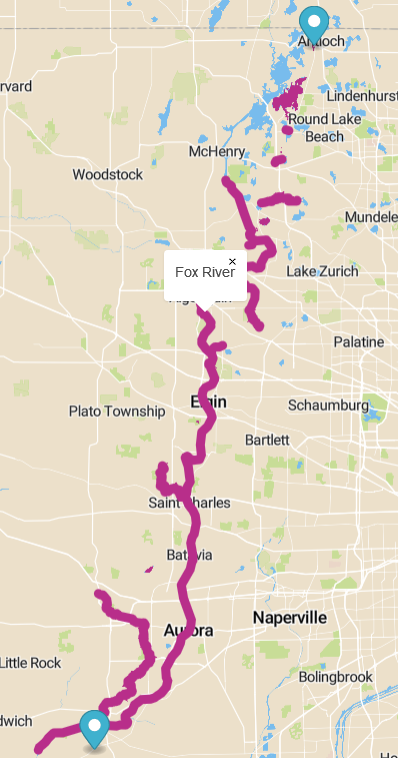 Antioch
rvard
Lindenhurst
Round Lake
Beach
McHenry
Woodstock
Mundele
×
Fox River
Lake Zurich
Palatine
Elgin
Plato Township
Schaumburg
Bartlett
Saint Charles
Batavia
Naperville
Aurora
Little Rock
Bolingbrook
dwich